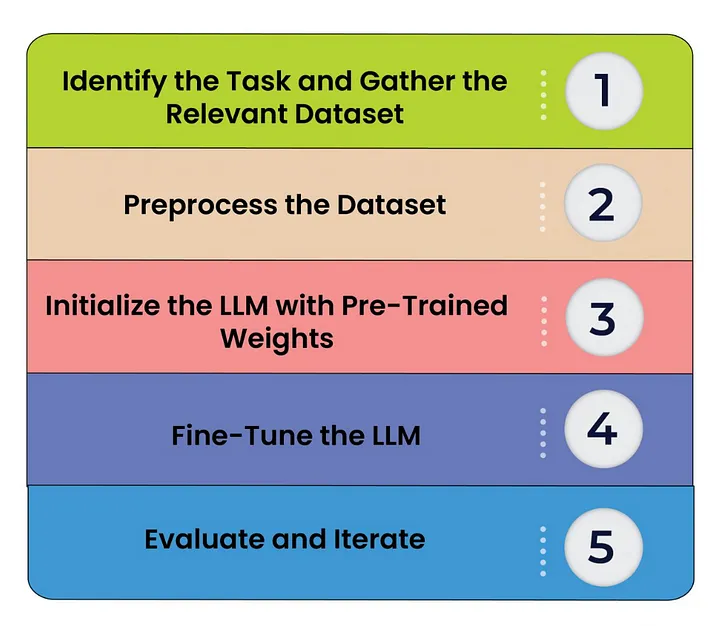 Identify the Task and Gather the
Relevant Dataset
1
Preprocess the Dataset
2
Initialize the LLM with Pre-Trained
Weights
3
Fine-Tune the LLM
4
Evaluate and Iterate
5